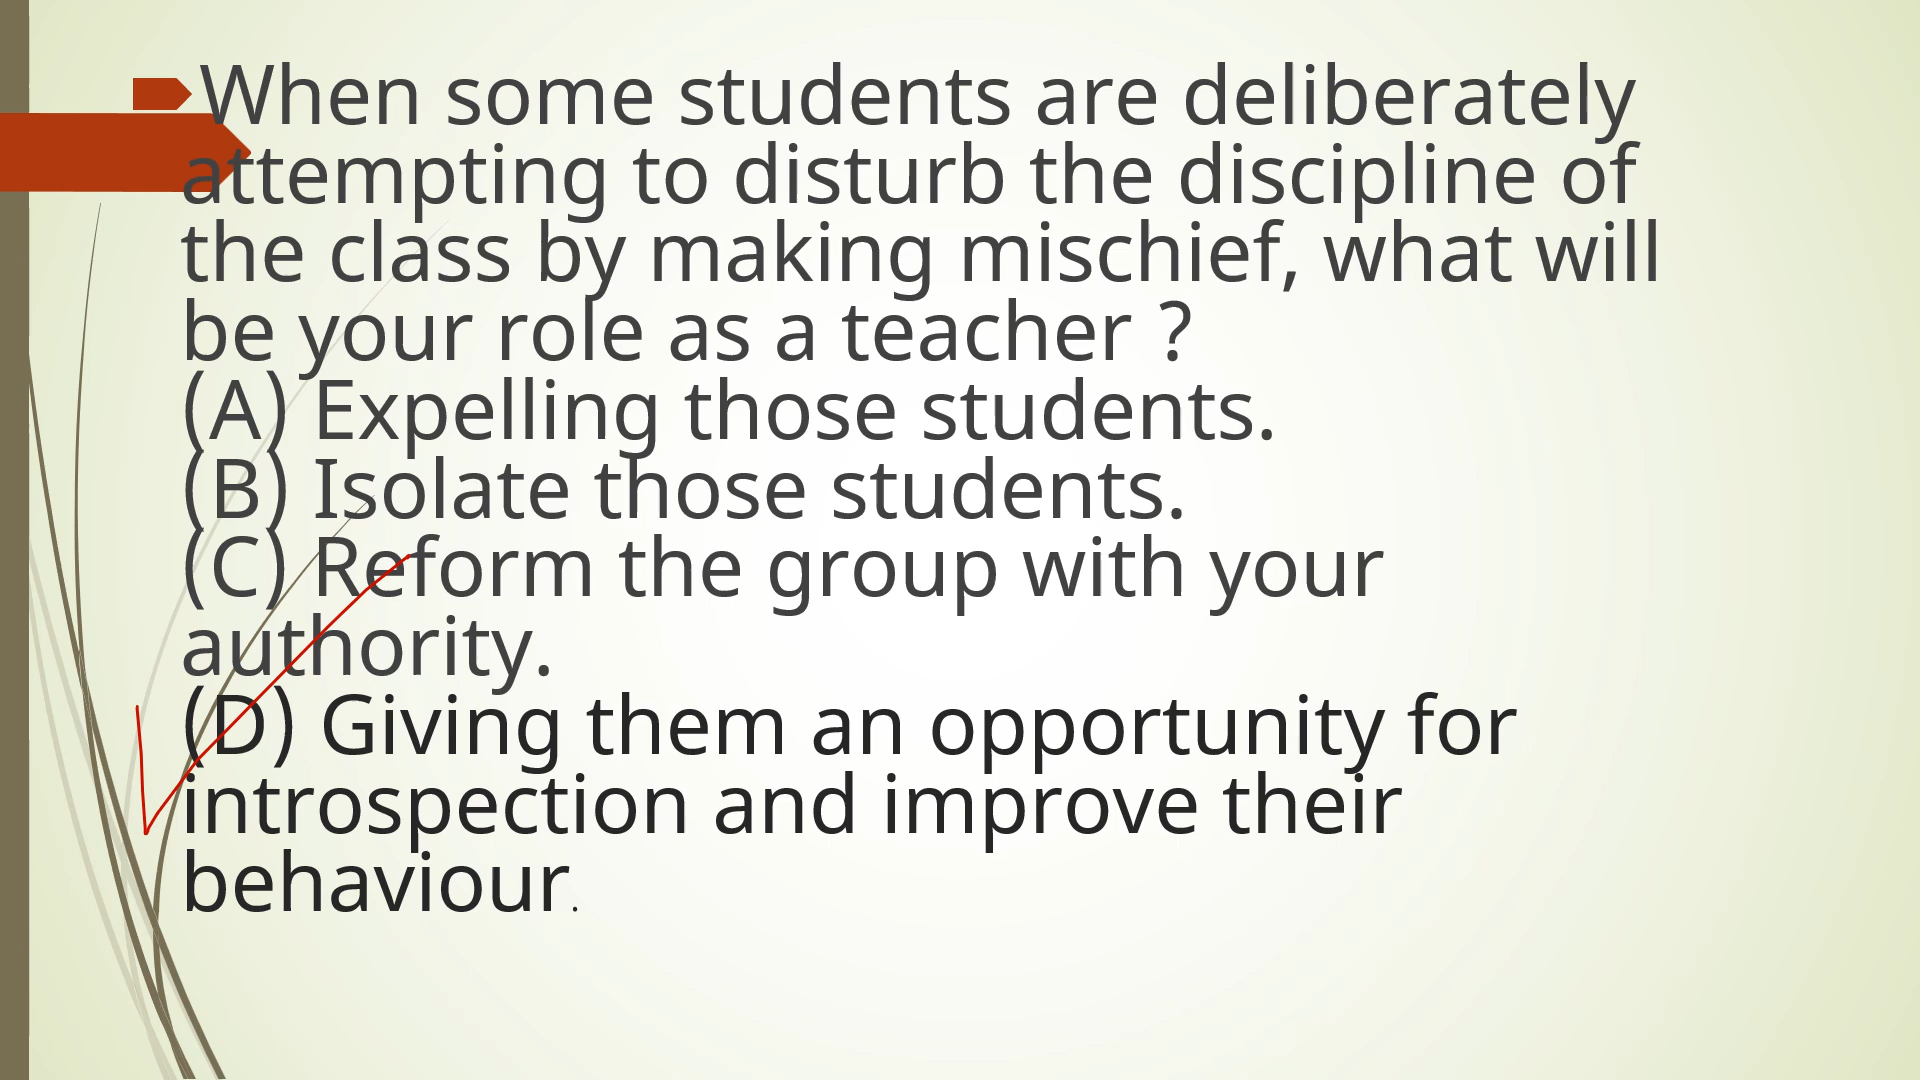 When some students are deliberately
attempting to disturb the discipline of
the class by making mischief, what will
be your role as a teacher ?
(A) Expelling those students.
(B) Isolate those students.
(C) Reform the group with your
authority.
(D) Giving them an opportunity for
introspection and improve their
behaviour.